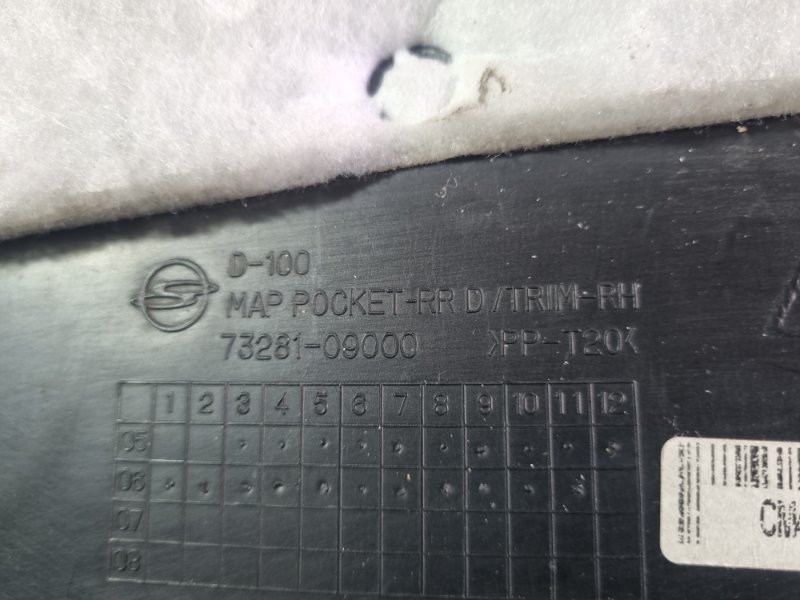 D-100
MAP POCKET-RR D/TRIM-RH
73281-09000 >PP-T20<
1 2 3 4 5 6 7 8 9 10 11 12
05
06
07
08